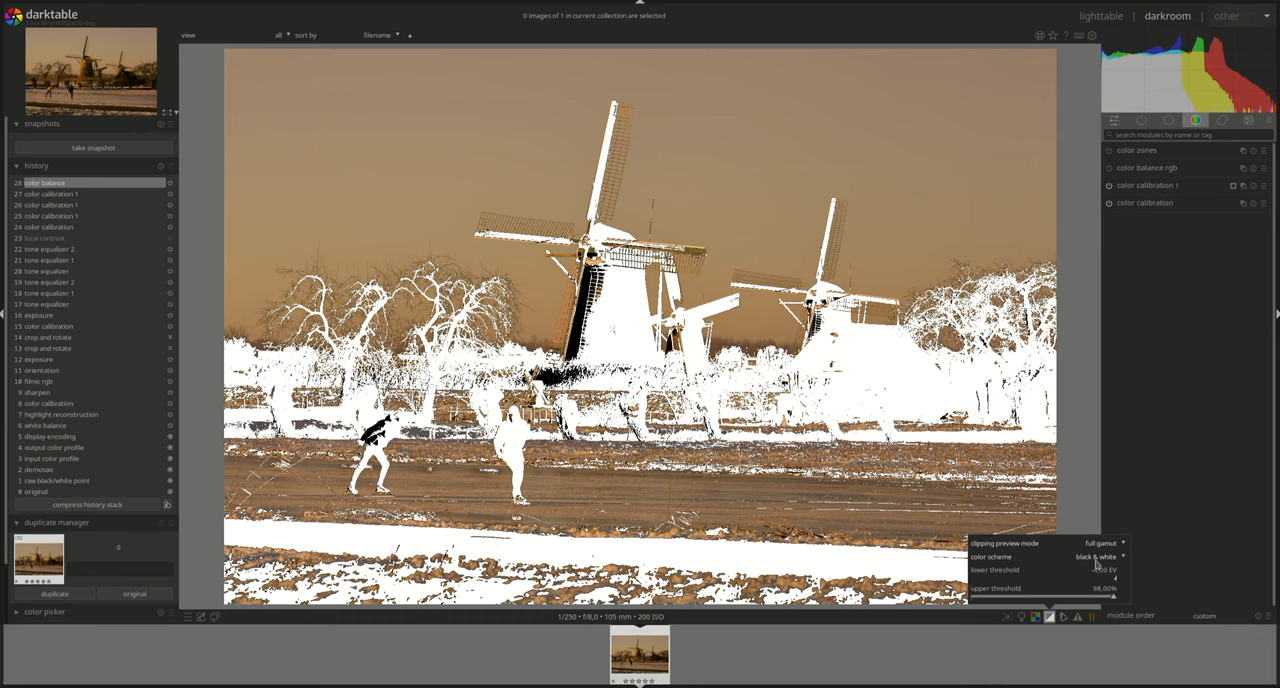 darktable
0 images of 1 in current collection are selected
lighttable | darkroom | other
view all sort by filename
snapshots
take snapshot
history
28 color balance
27 color calibration 1
26 color calibration 1
25 color calibration 1
24 color calibration
23 local contrast
22 tone equalizer 2
21 tone equalizer 1
20 tone equalizer
19 tone equalizer 2
18 tone equalizer 1
17 tone equalizer
16 exposure
15 color calibration
14 crop and rotate
13 crop and rotate
12 exposure
11 orientation
10 filmic rgb
9 sharpen
8 color calibration
7 highlight reconstruction
6 white balance
5 display encoding
4 output color profile
3 input color profile
2 demosaic
1 raw black/white point
0 original
compress history stack
duplicate manager
0
duplicate original
color picker
search modules by name or tag
color zones
color balance rgb
color calibration 1
color calibration
clipping preview mode full gamut
color scheme black & white
lower threshold
upper threshold 98,00%
1/250 • f/8,0 • 105 mm • 200 ISO
module order custom